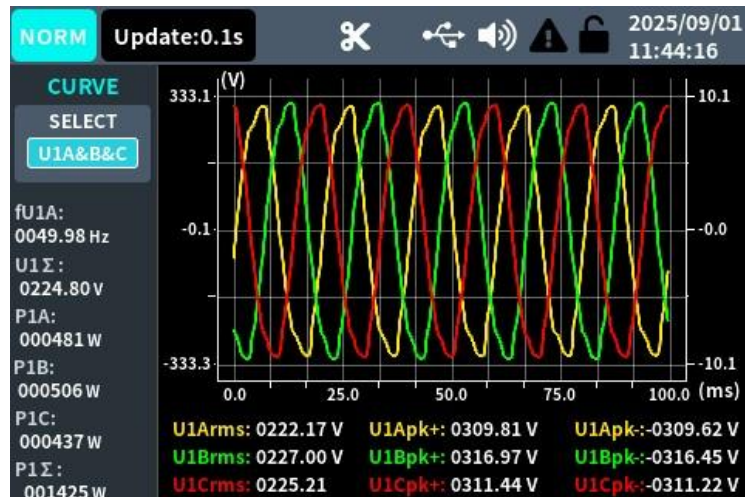 NORM Update:0.1s 2025/09/01
11:44:16
CURVE
SELECT
U1A&B&C
fU1A:
0049.98 Hz
U1Σ:
0224.80 V
P1A:
000481 W
P1B:
000506 W
P1C:
000437 W
P1Σ:
001425 W
(V)
333.1 10.1
-0.1 -0.0
-333.3 -10.1
0.0 25.0 50.0 75.0 100.0 (ms)
U1Arms: 0222.17 V U1Apk+: 0309.81 V U1Apk-:-0309.62 V
U1Brms: 0227.00 V U1Bpk+: 0316.97 V U1Bpk-:-0316.45 V
U1Crms: 0225.21 U1Cpk+: 0311.44 V U1Cpk-:-0311.22 V